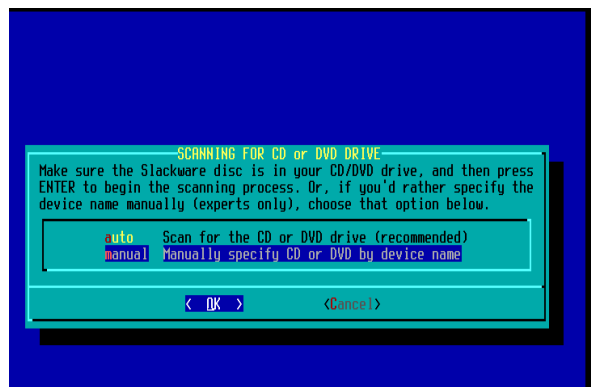 SCANNING FOR CD or DVD DRIVE
Make sure the Slackware disc is in your CD/DVD drive, and then press
ENTER to begin the scanning process. Or, if you'd rather specify the
device name manually (experts only), choose that option below.
auto Scan for the CD or DVD drive (recommended)
manual Manually specify CD or DVD by device name
< OK > <Cancel>